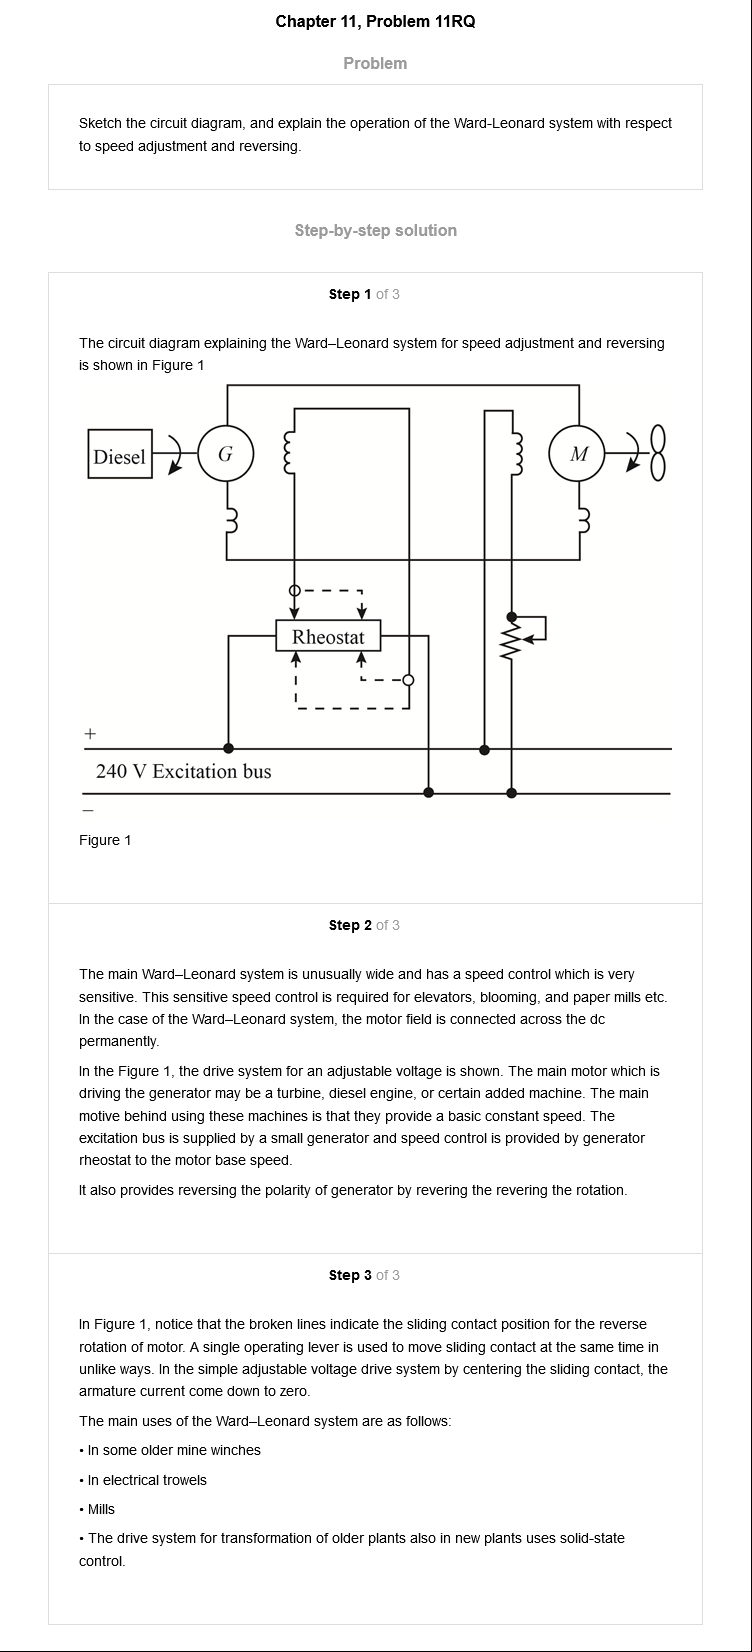 Chapter 11, Problem 11RQ
Problem
Sketch the circuit diagram, and explain the operation of the Ward-Leonard system with respect
to speed adjustment and reversing.
Step-by-step solution
Step 1 of 3
The circuit diagram explaining the Ward–Leonard system for speed adjustment and reversing
is shown in Figure 1
Diesel
G
M
Rheostat
+
240 V Excitation bus
–
Figure 1
Step 2 of 3
The main Ward–Leonard system is unusually wide and has a speed control which is very
sensitive. This sensitive speed control is required for elevators, blooming, and paper mills etc.
In the case of the Ward–Leonard system, the motor field is connected across the dc
permanently.
In the Figure 1, the drive system for an adjustable voltage is shown. The main motor which is
driving the generator may be a turbine, diesel engine, or certain added machine. The main
motive behind using these machines is that they provide a basic constant speed. The
excitation bus is supplied by a small generator and speed control is provided by generator
rheostat to the motor base speed.
It also provides reversing the polarity of generator by revering the revering the rotation.
Step 3 of 3
In Figure 1, notice that the broken lines indicate the sliding contact position for the reverse
rotation of motor. A single operating lever is used to move sliding contact at the same time in
unlike ways. In the simple adjustable voltage drive system by centering the sliding contact, the
armature current come down to zero.
The main uses of the Ward–Leonard system are as follows:
• In some older mine winches
• In electrical trowels
• Mills
• The drive system for transformation of older plants also in new plants uses solid-state
control.